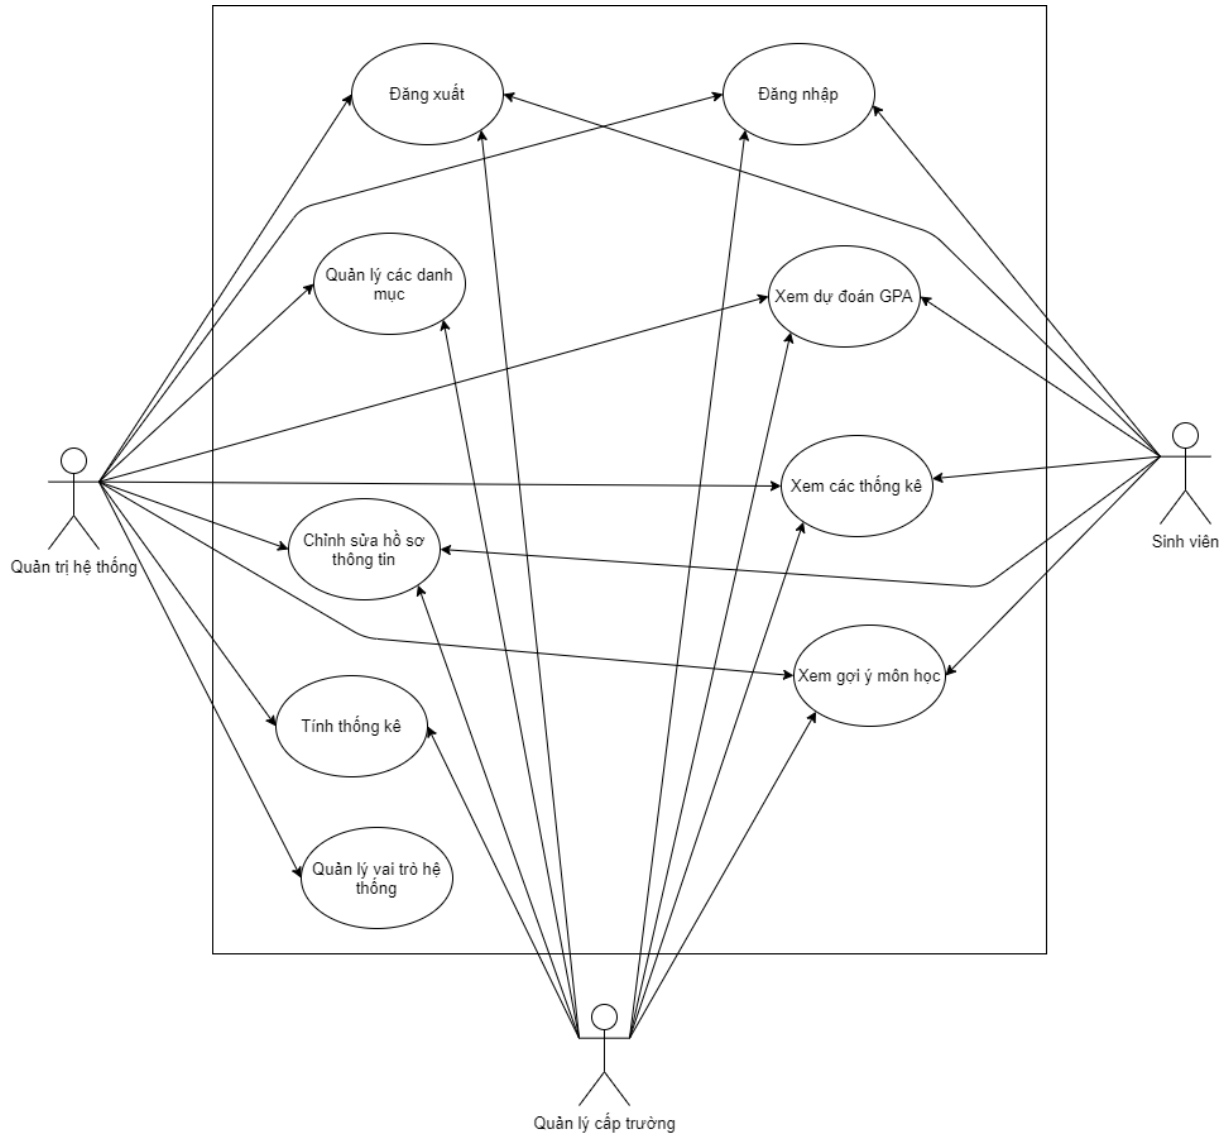 Đăng xuất
Đăng nhập
Quản lý các danh
mục
Xem dự đoán GPA
Xem các thống kê
Chỉnh sửa hồ sơ
thông tin
Quản trị hệ thống
Sinh viên
Xem gợi ý môn học
Tính thống kê
Quản lý vai trò hệ
thống
Quản lý cấp trường